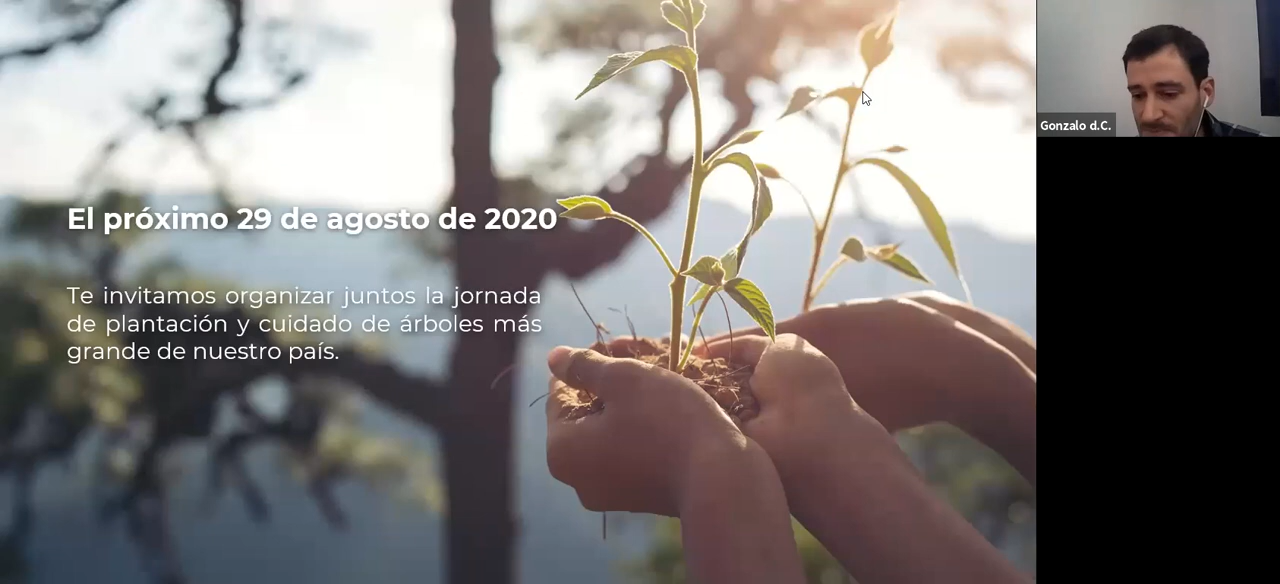 El próximo 29 de agosto de 2020
Te invitamos organizar juntos la jornada
de plantación y cuidado de árboles más
grande de nuestro país.
Gonzalo d.C.